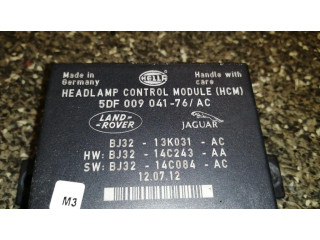 Made in Germany
HELLA
Handle with care
HEADLAMP CONTROL MODULE (HCM)
5DF 009 041-76/ AC
LAND-
ROVER
JAGUAR
BJ32 - 13K031 - AC
HW: BJ32 - 14C243 - AA
SW: BJ32 - 14C084 - AC
12.07.12
M3